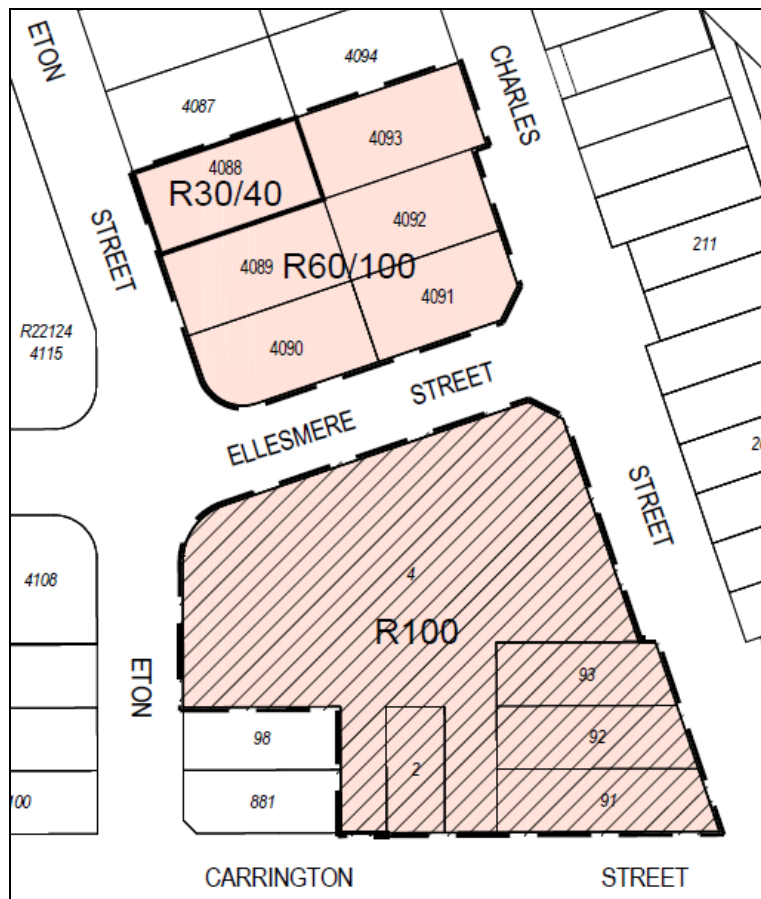 ETON
CHARLES
4094
4087
4093
4088
R30/40
STREET
4092
211
4089
R60/100
4091
R22124
4115
4090
STREET
ELLESMERE
STREET
4
4108
R100
93
ETON
98
92
2
91
881
100
CARRINGTON
STREET